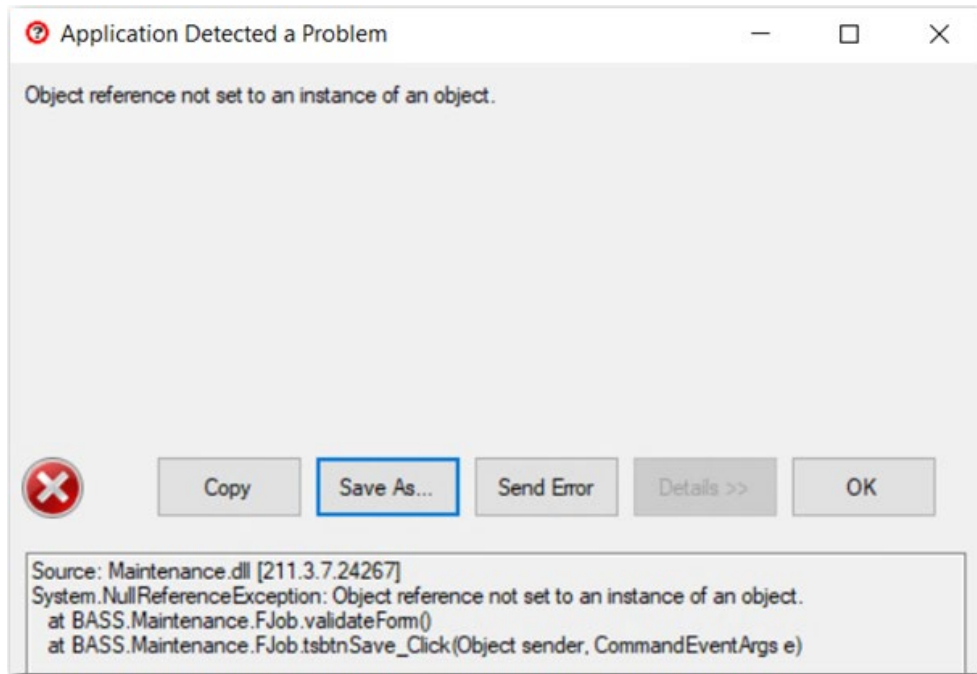 Application Detected a Problem
Object reference not set to an instance of an object.
Copy
Save As...
Send Error
Details >>
OK
Source: Maintenance.dll [211.3.7.24267]
System.NullReferenceException: Object reference not set to an instance of an object.
at BASS.Maintenance.FJob.validateForm()
at BASS.Maintenance.FJob.tsbtnSave_Click(Object sender, CommandEventArgs e)